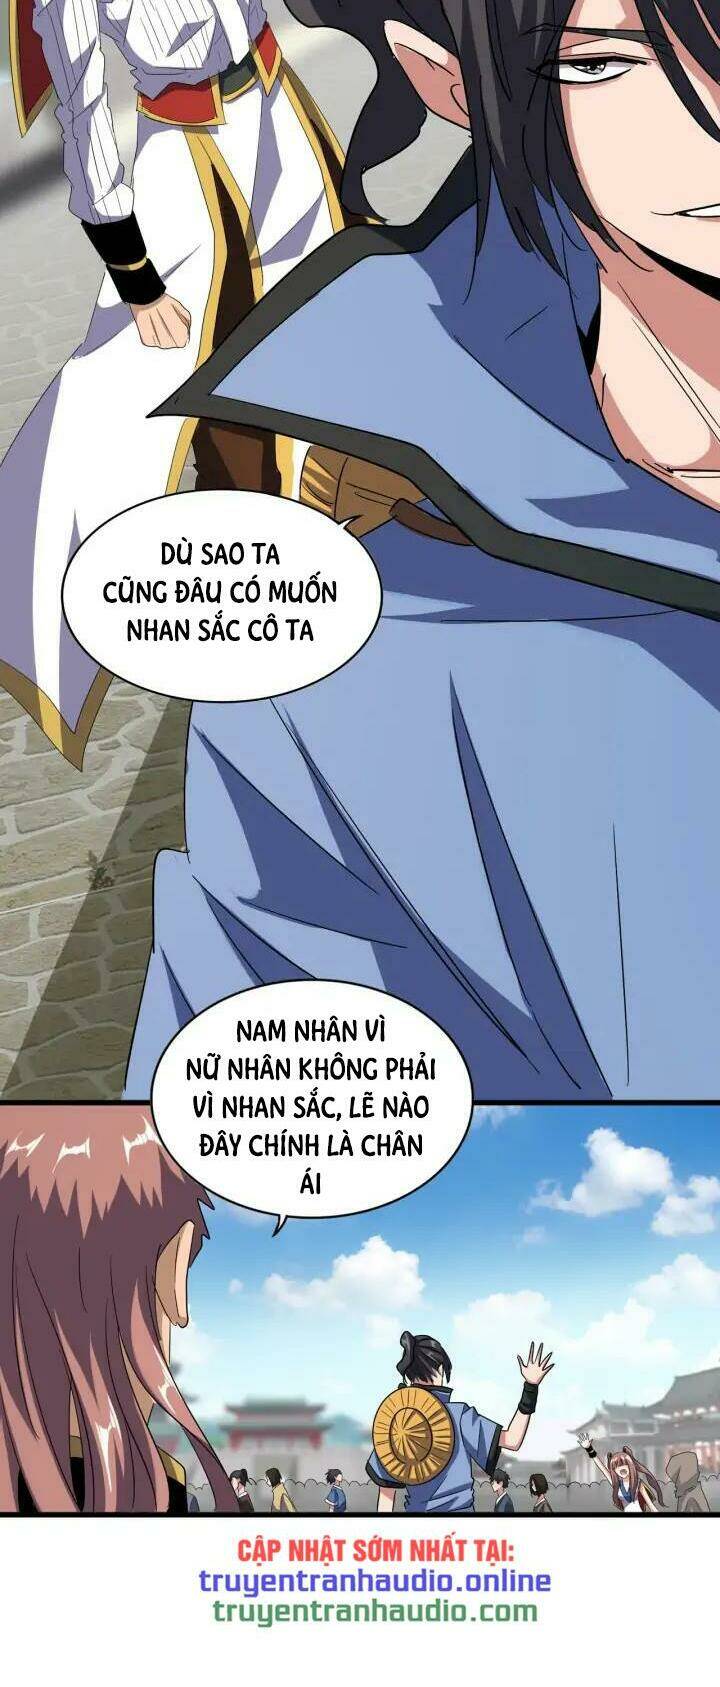 DÙ SAO TA
CŨNG ĐÂU CÓ MUỐN
NHAN SẮC CÔ TA
NAM NHÂN VÌ
NỮ NHÂN KHÔNG PHẢI
VÌ NHAN SẮC, LẼ NÀO
ĐÂY CHÍNH LÀ CHÂN
ÁI
CẬP NHẬT SỚM NHẤT TẠI:
truyentranhaudio.online
truyentranhaudio.com